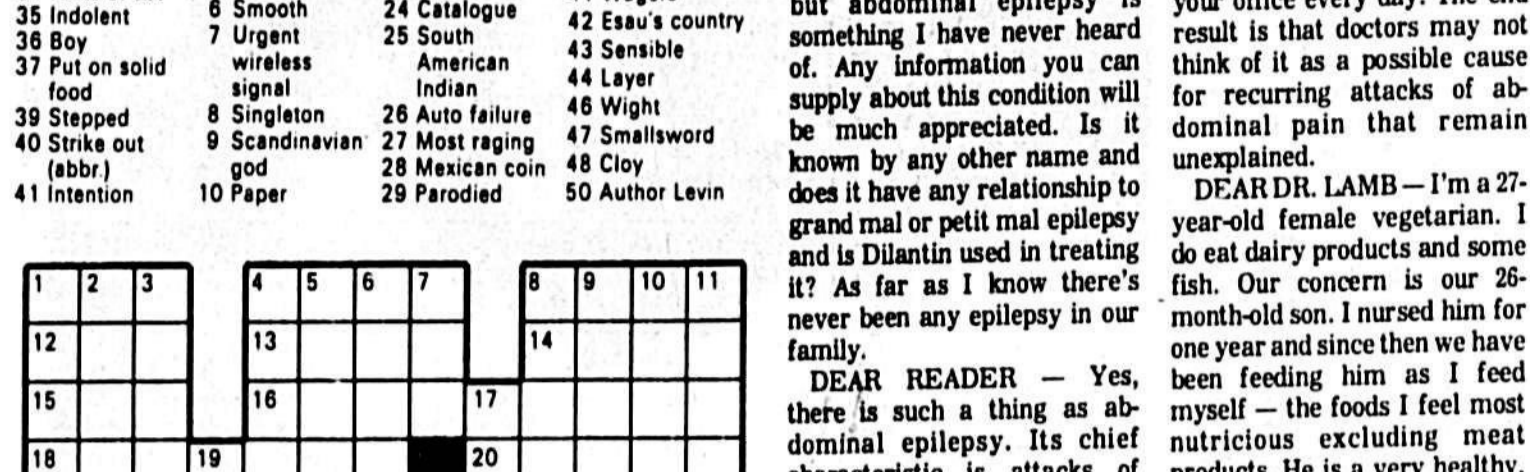 35 Indolent
36 Boy
37 Put on solid
food
39 Stepped
40 Strike out
(abbr.)
41 Intention
6 Smooth
7 Urgent
wireless
signal
8 Singleton
9 Scandinavian
god
10 Paper
24 Catalogue
25 South
American
Indian
26 Auto failure
27 Most raging
28 Mexican coin
29 Parodied
42 Esau's country
43 Sensible
44 Layer
46 Wight
47 Smallsword
48 Cloy
50 Author Levin
1 2 3 4 5 6 7 8 9 10 11
12 13 14
15 16 17
18 19 20
but abdominal epilepsy is
something I have never heard
of. Any information you can
supply about this condition will
be much appreciated. Is it
known by any other name and
does it have any relationship to
grand mal or petit mal epilepsy
and is Dilantin used in treating
it? As far as I know there's
never been any epilepsy in our
family.
DEAR READER — Yes,
there is such a thing as ab-
dominal epilepsy. Its chief
characteristic is attacks of
your office every day. The end
result is that doctors may not
think of it as a possible cause
for recurring attacks of ab-
dominal pain that remain
unexplained.
DEAR DR. LAMB — I'm a 27-
year-old female vegetarian. I
do eat dairy products and some
fish. Our concern is our 26-
month-old son. I nursed him for
one year and since then we have
been feeding him as I feed
myself — the foods I feel most
nutricious excluding meat
products. He is a very healthy,